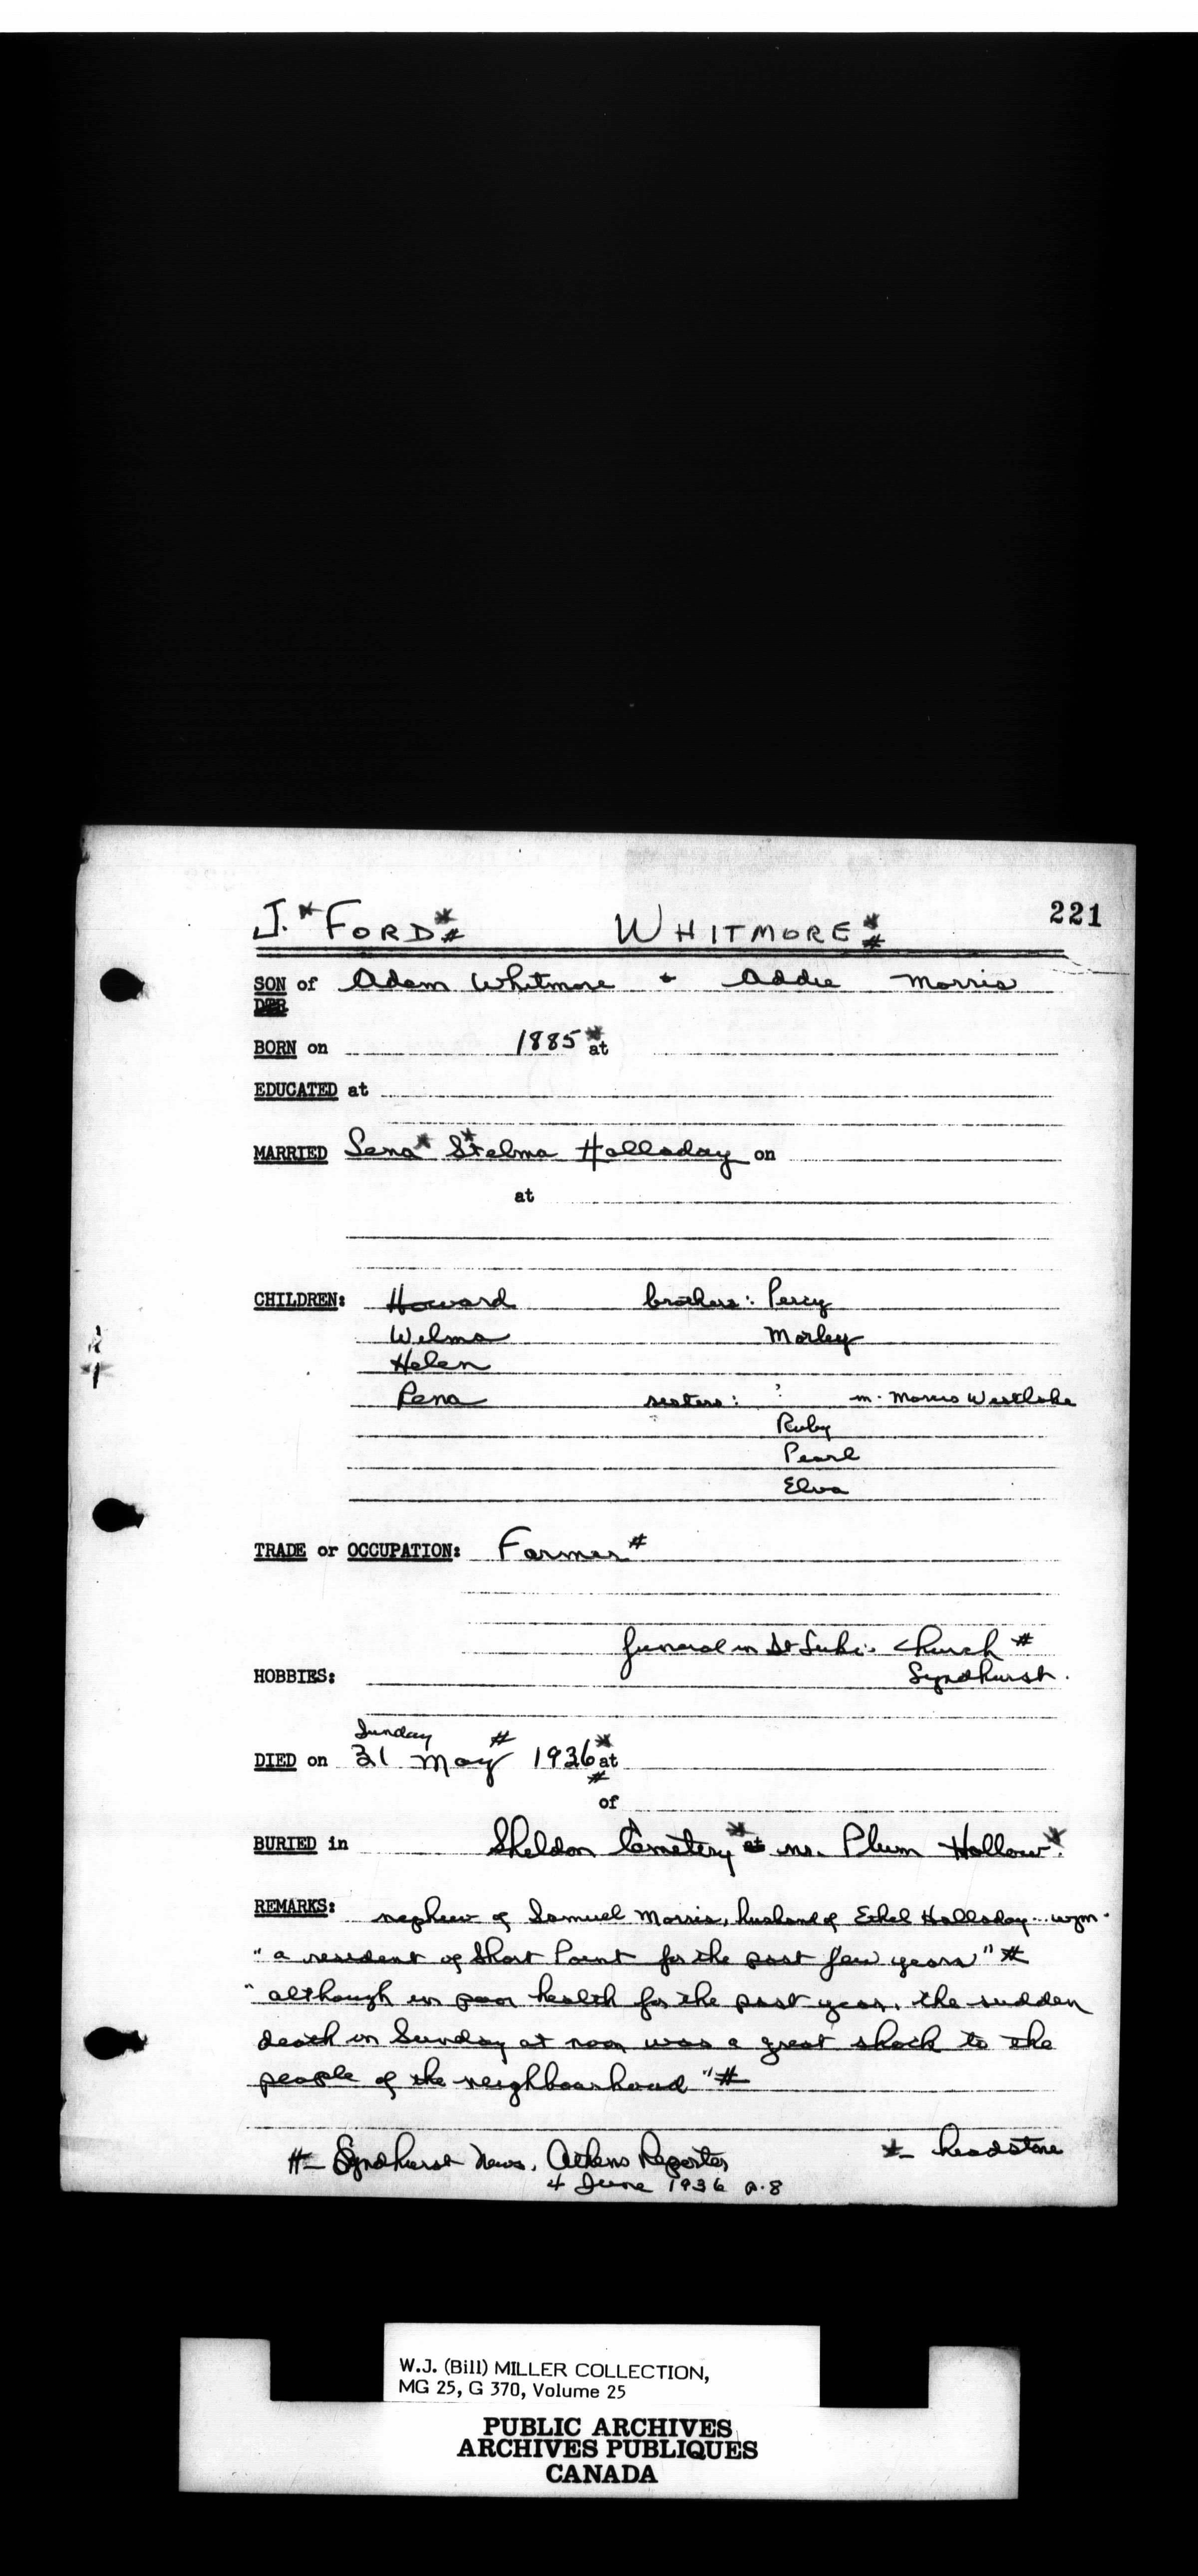 221
J.* FORD*# WHITMORE*#
SON of Adam Whitmore + Addie Morris
DER
BORN on 1885* at
EDUCATED at
MARRIED Lena* Stelma* Halladay on
at
CHILDREN: Howard brothers: Percy
Welma Morley
Helen
Rena sisters: ? m. Morris Westlake
Ruby
Pearl
Elva
TRADE or OCCUPATION: Farmer#
funeral in St Luke's Church #
HOBBIES: Lyndhurst.
Sunday
DIED on 31 May# 1936*# at
of
BURIED in Sheldon Cemetery* at nr. Plum Hollow*.
REMARKS: nephew of Samuel Morris, husband of Ethel Halladay... wjm.
"a resident of Short Point for the past few years" #
"although in poor health for the past year, the sudden
death on Sunday at noon was a great shock to the
people of the neighbourhood" #
#- Lyndhurst News, Athens Reporter *- headstone
4 June 1936 p.8
W.J. (Bill) MILLER COLLECTION,
MG 25, G 370, Volume 25
PUBLIC ARCHIVES
ARCHIVES PUBLIQUES
CANADA